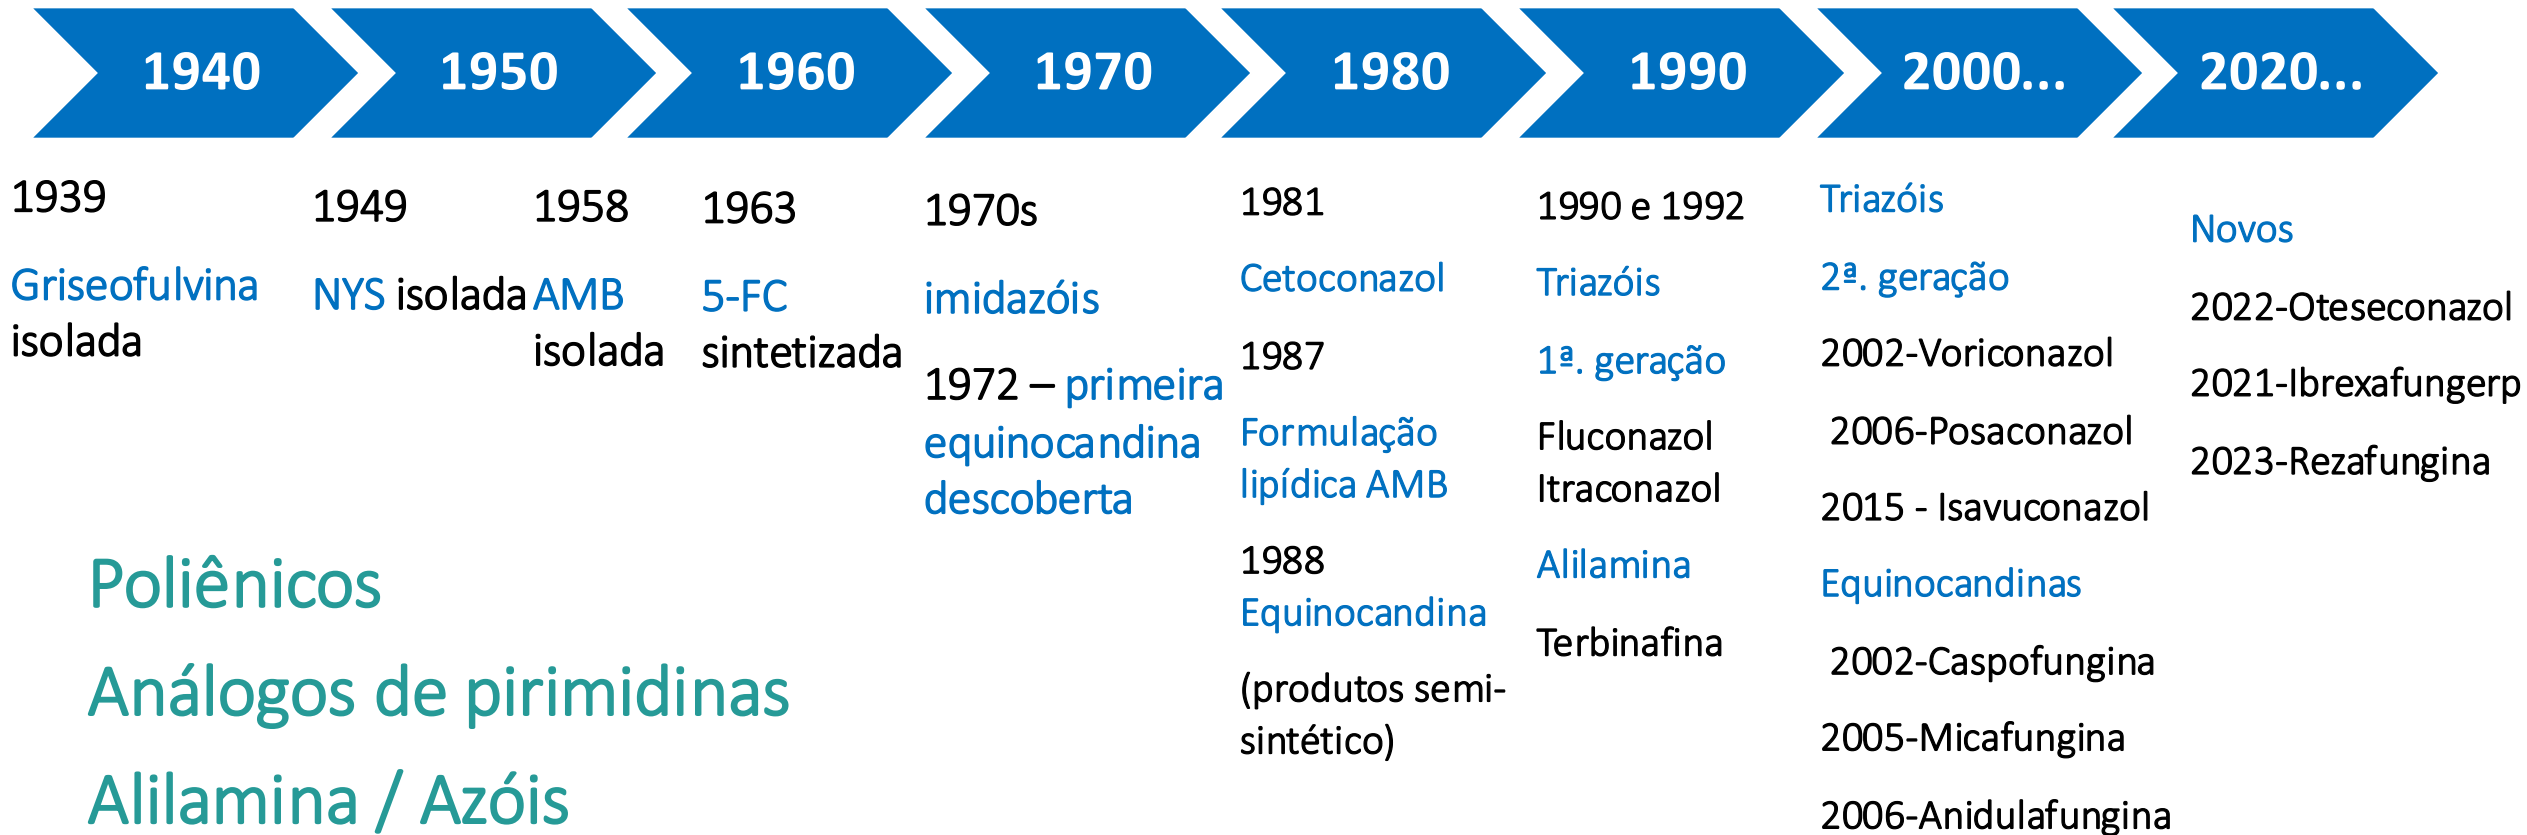 1940
1950
1960
1970
1980
1990
2000...
2020...
1939
Griseofulvina
isolada
1949
NYS isolada
1958
AMB
isolada
1963
5-FC
sintetizada
1970s
imidazóis
1972 – primeira
equinocandina
descoberta
1981
Cetoconazol
1987
Formulação
lipídica AMB
1988
Equinocandina
(produtos semi-
sintético)
1990 e 1992
Triazóis
1ª. geração
Fluconazol
Itraconazol
Alilamina
Terbinafina
Triazóis
2ª. geração
2002-Voriconazol
2006-Posaconazol
2015 - Isavuconazol
Equinocandinas
2002-Caspofungina
2005-Micafungina
2006-Anidulafungina
Novos
2022-Oteseconazol
2021-Ibrexafungerp
2023-Rezafungina
Poliênicos
Análogos de pirimidinas
Alilamina / Azóis